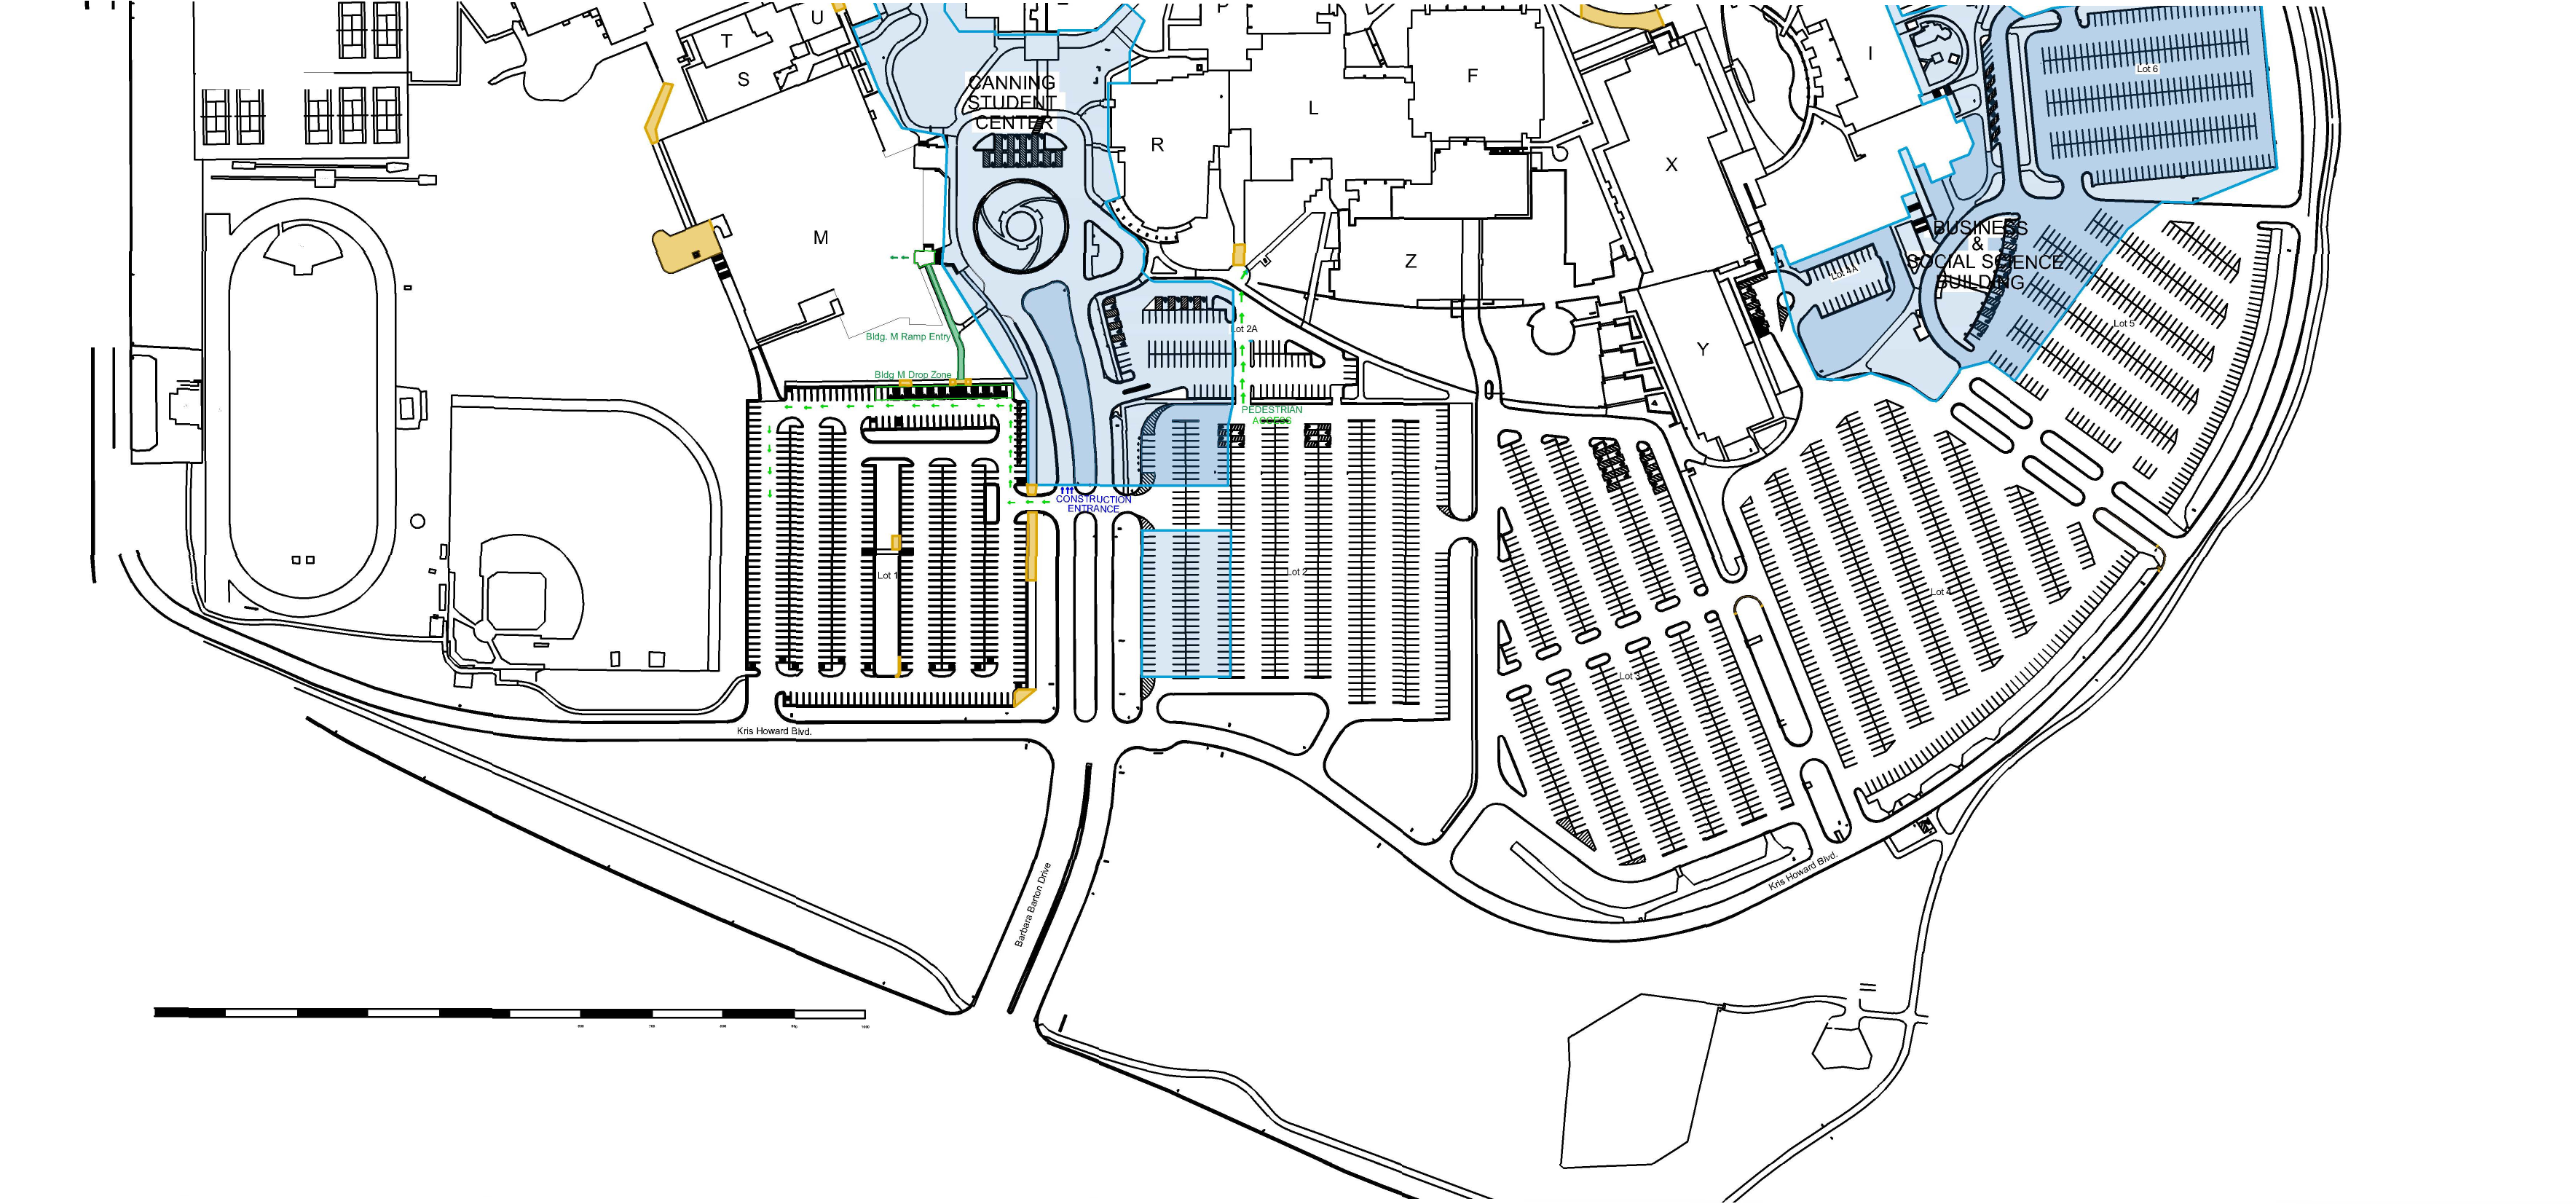 U
P
T
S
CANNING
STUDENT
CENTER
F
I
Lot 6
L
R
X
M
Z
BUSINESS
&
SOCIAL SCIENCE
BUILDING
Lot 4A
Lot 5
Lot 2A
Bldg. M Ramp Entry
Y
Bldg M Drop Zone
PEDESTRIAN
ACCESS
CONSTRUCTION
ENTRANCE
Lot 1
Lot 2
Lot 4
Lot 3
Kris Howard Blvd.
Kris Howard Blvd.
Barbara Barton Drive